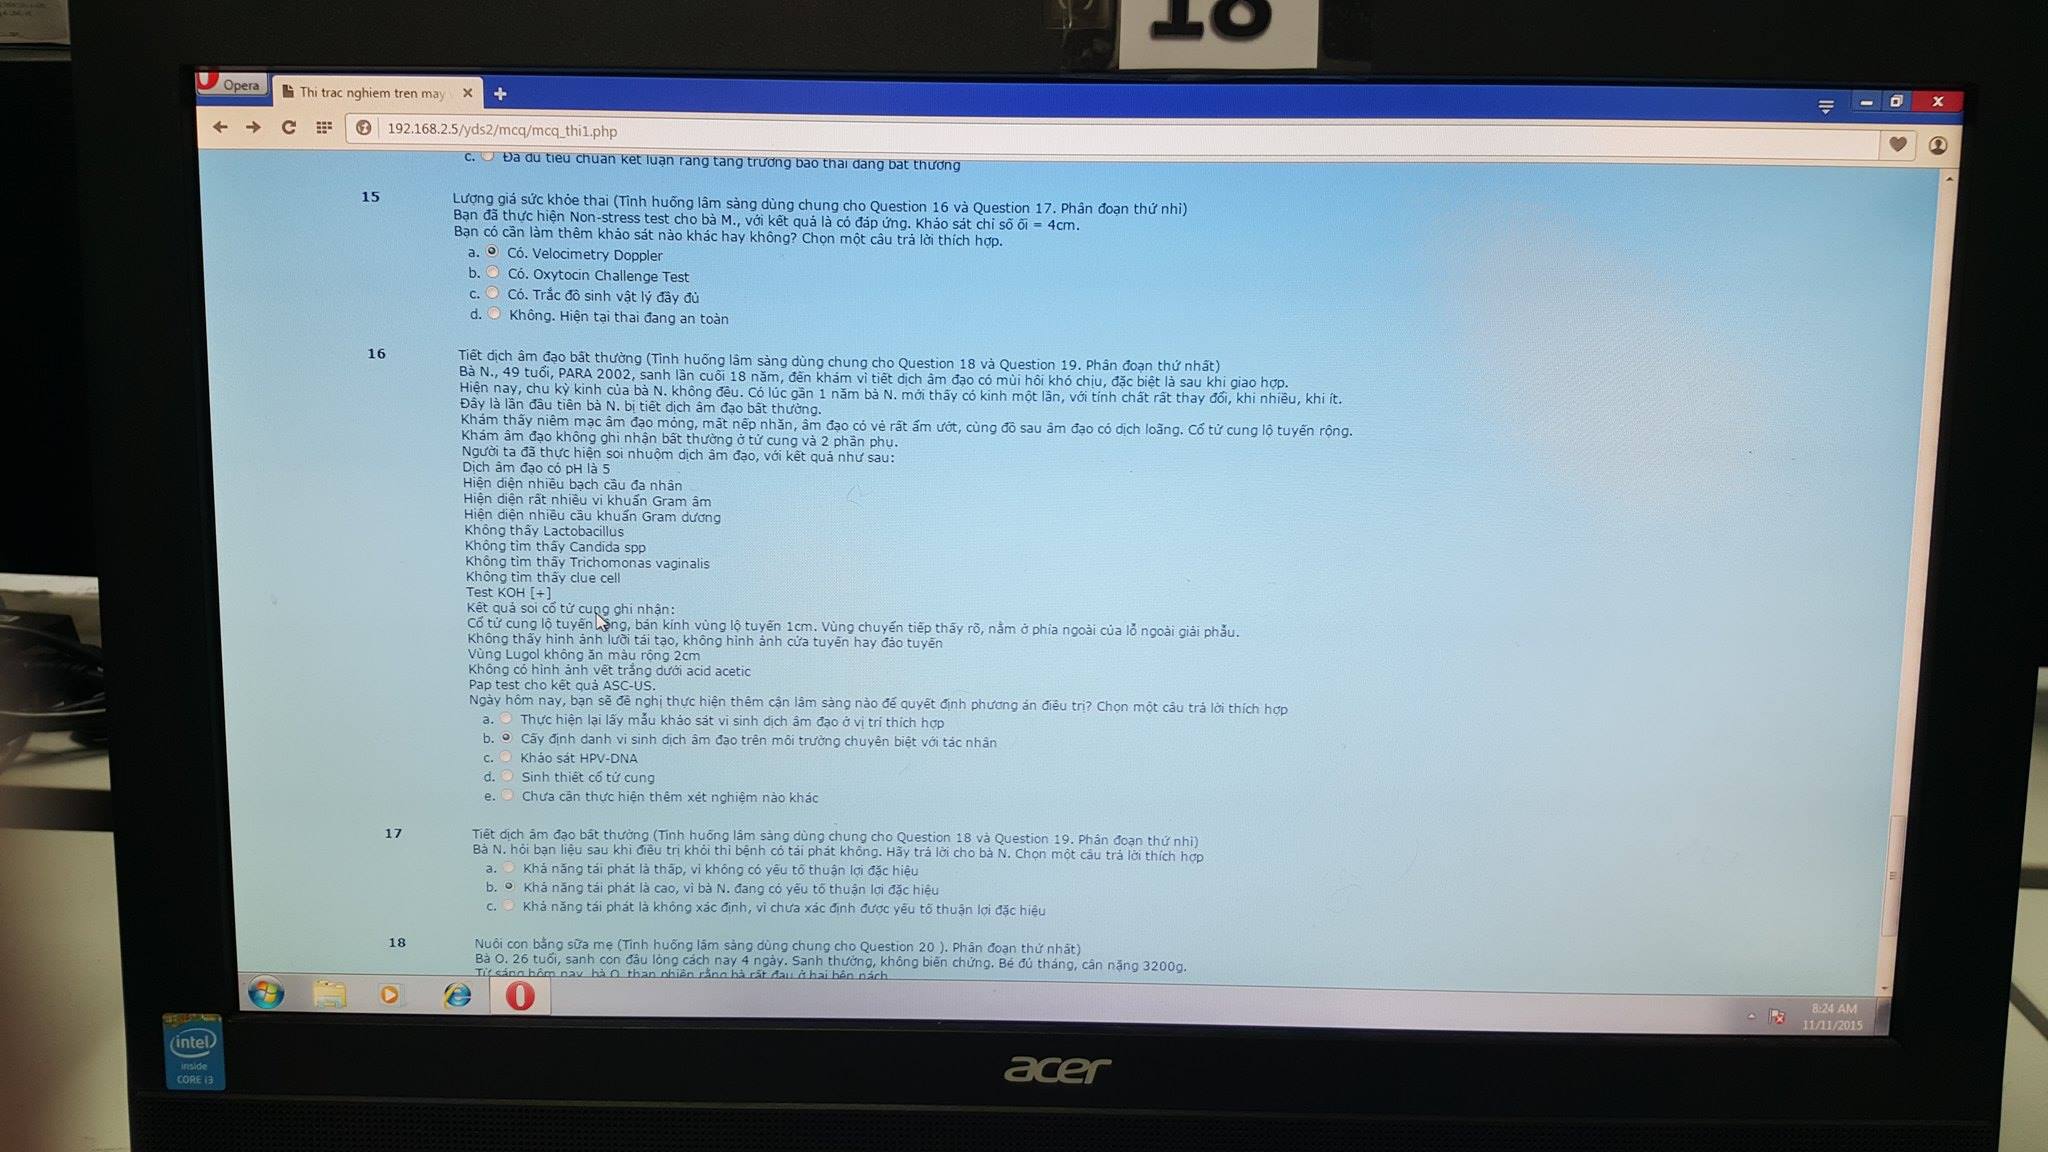 18
Opera
Thi trac nghiem tren may
192.168.2.5/yds2/mcq/mcq_thi1.php
c. Đã đủ tiêu chuẩn kết luận rằng tăng trưởng bào thai đang bất thường
15
Lượng giá sức khỏe thai (Tình huống lâm sàng dùng chung cho Question 16 và Question 17. Phân đoạn thứ nhì)
Bạn đã thực hiện Non-stress test cho bà M., với kết quả là có đáp ứng. Khảo sát chỉ số ối = 4cm.
Bạn có cần làm thêm khảo sát nào khác hay không? Chọn một câu trả lời thích hợp.
a. Có. Velocimetry Doppler
b. Có. Oxytocin Challenge Test
c. Có. Trắc đồ sinh vật lý đầy đủ
d. Không. Hiện tại thai đang an toàn
16
Tiết dịch âm đạo bất thường (Tình huống lâm sàng dùng chung cho Question 18 và Question 19. Phân đoạn thứ nhất)
Bà N., 49 tuổi, PARA 2002, sanh lần cuối 18 năm, đến khám vì tiết dịch âm đạo có mùi hôi khó chịu, đặc biệt là sau khi giao hợp.
Hiện nay, chu kỳ kinh của bà N. không đều. Có lúc gần 1 năm bà N. mới thấy có kinh một lần, với tính chất rất thay đổi, khi nhiều, khi ít.
Đây là lần đầu tiên bà N. bị tiết dịch âm đạo bất thường.
Khám thấy niêm mạc âm đạo mỏng, mất nếp nhăn, âm đạo có vẻ rất ẩm ướt, cùng đồ sau âm đạo có dịch loãng. Cổ tử cung lộ tuyến rộng.
Khám âm đạo không ghi nhận bất thường ở tử cung và 2 phần phụ.
Người ta đã thực hiện soi nhuộm dịch âm đạo, với kết quả như sau:
Dịch âm đạo có pH là 5
Hiện diện nhiều bạch cầu đa nhân
Hiện diện rất nhiều vi khuẩn Gram âm
Hiện diện nhiều cầu khuẩn Gram dương
Không thấy Lactobacillus
Không tìm thấy Candida spp
Không tìm thấy Trichomonas vaginalis
Không tìm thấy clue cell
Test KOH [+]
Kết quả soi cổ tử cung ghi nhận:
Cổ tử cung lộ tuyến rộng, bán kính vùng lộ tuyến 1cm. Vùng chuyển tiếp thấy rõ, nằm ở phía ngoài của lỗ ngoài giải phẫu.
Không thấy hình ảnh lưỡi tái tạo, không hình ảnh cửa tuyến hay đảo tuyến
Vùng Lugol không ăn màu rộng 2cm
Không có hình ảnh vết trắng dưới acid acetic
Pap test cho kết quả ASC-US.
Ngày hôm nay, bạn sẽ đề nghị thực hiện thêm cận lâm sàng nào để quyết định phương án điều trị? Chọn một câu trả lời thích hợp
a. Thực hiện lại lấy mẫu khảo sát vi sinh dịch âm đạo ở vị trí thích hợp
b. Cấy định danh vi sinh dịch âm đạo trên môi trường chuyên biệt với tác nhân
c. Khảo sát HPV-DNA
d. Sinh thiết cổ tử cung
e. Chưa cần thực hiện thêm xét nghiệm nào khác
17
Tiết dịch âm đạo bất thường (Tình huống lâm sàng dùng chung cho Question 18 và Question 19. Phân đoạn thứ nhì)
Bà N. hỏi bạn liệu sau khi điều trị khỏi thì bệnh có tái phát không. Hãy trả lời cho bà N. Chọn một câu trả lời thích hợp
a. Khả năng tái phát là thấp, vì không có yếu tố thuận lợi đặc hiệu
b. Khả năng tái phát là cao, vì bà N. đang có yếu tố thuận lợi đặc hiệu
c. Khả năng tái phát là không xác định, vì chưa xác định được yếu tố thuận lợi đặc hiệu
18
Nuôi con bằng sữa mẹ (Tình huống lâm sàng dùng chung cho Question 20 ). Phân đoạn thứ nhất)
Bà O. 26 tuổi, sanh con đầu lòng cách nay 4 ngày. Sanh thường, không biến chứng. Bé đủ tháng, cân nặng 3200g.
Từ sáng hôm nay, bà O. than phiền rằng bà rất đau ở hai bên nách
8:24 AM
11/11/2015
intel
inside
CORE i3
acer